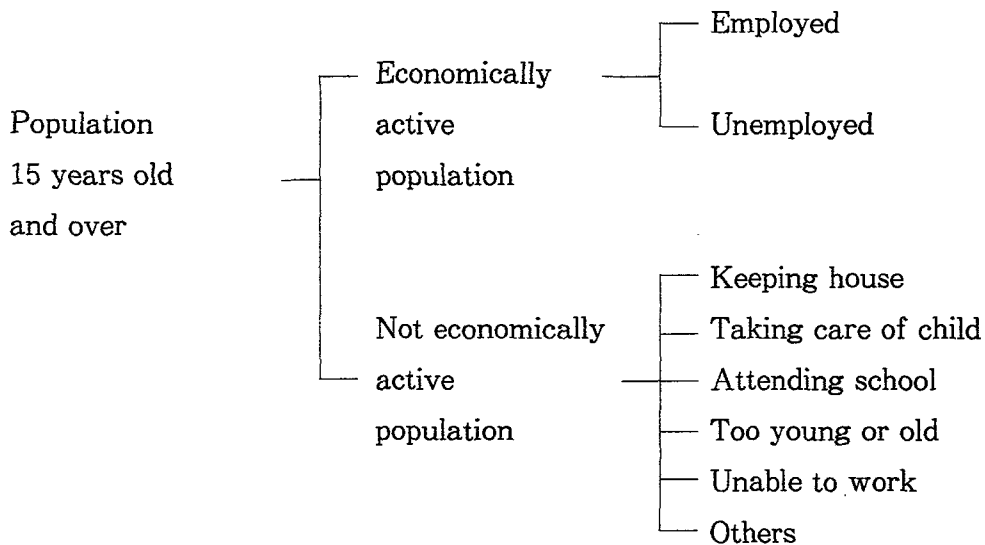 Population
15 years old
and over
Economically
active
population
Employed
Unemployed
Not economically
active
population
Keeping house
Taking care of child
Attending school
Too young or old
Unable to work
Others